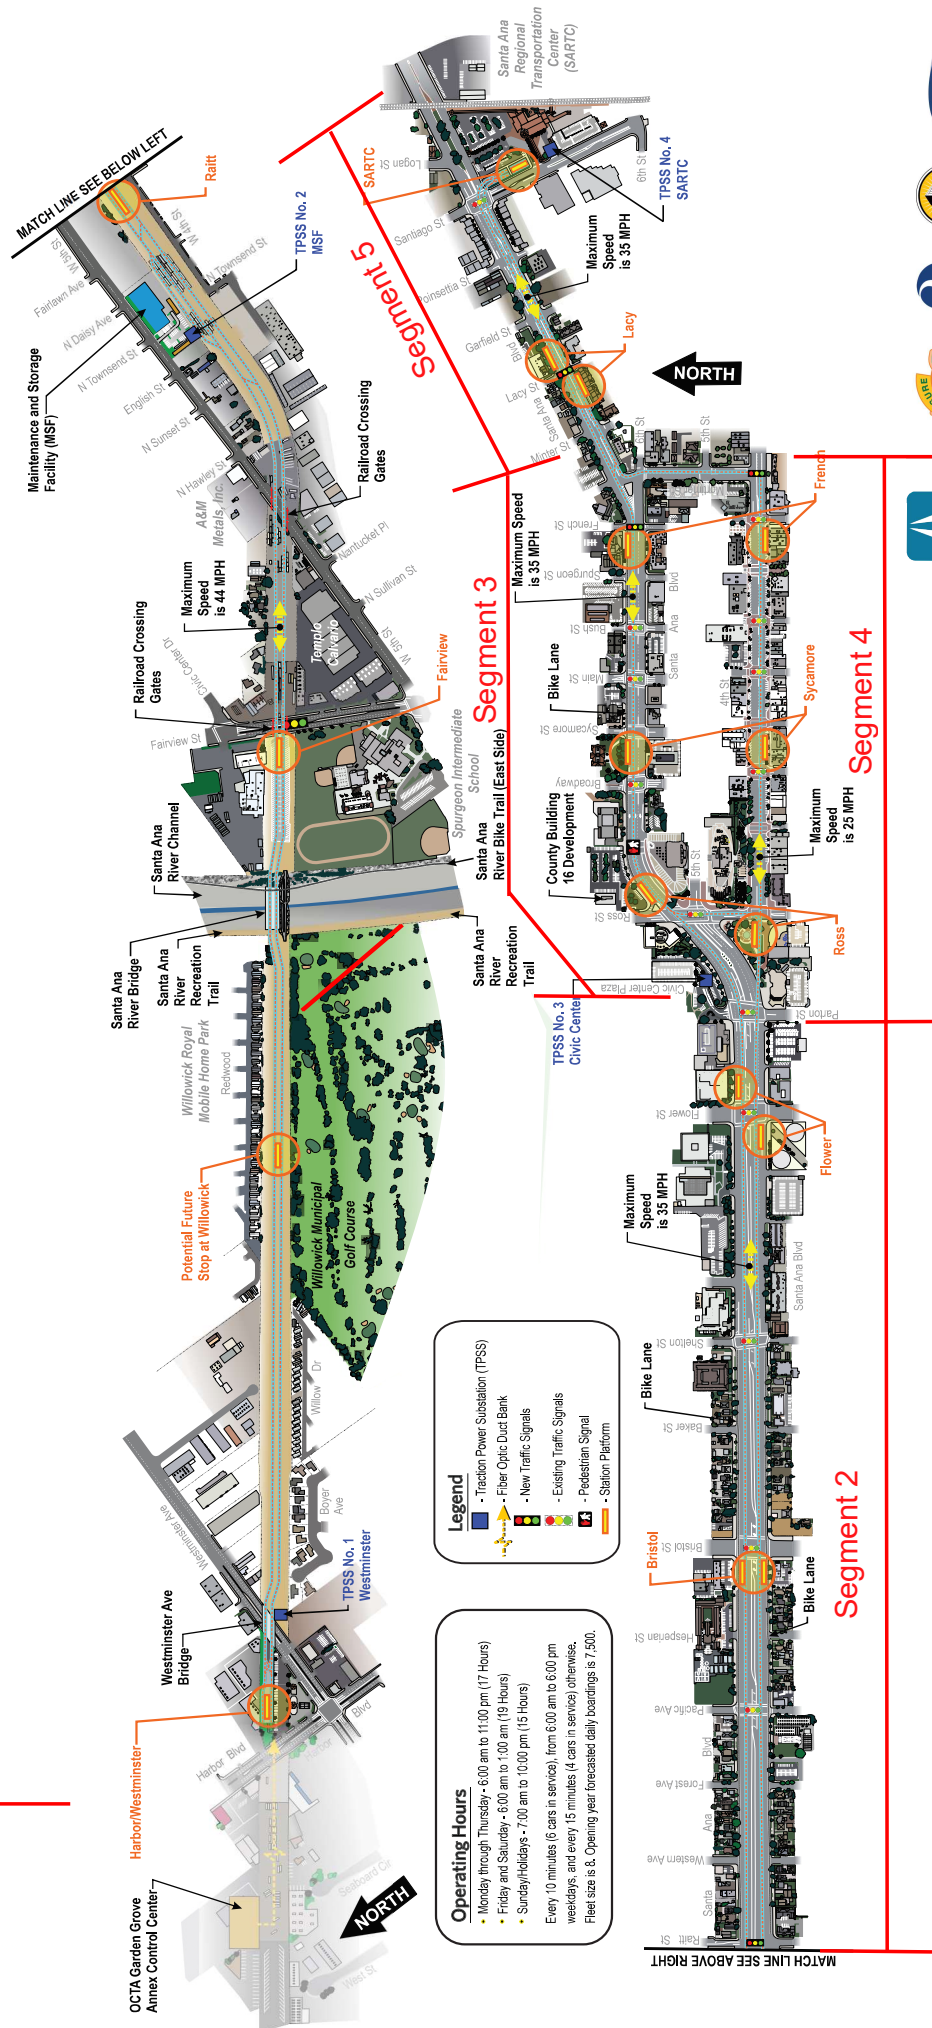 OCTA Garden Grove
Annex Control Center
Harbor/Westminster
Westminster Ave
Bridge
Potential Future
Stop at Willowick
Willowick Royal
Mobile Home Park
Redwood
Santa Ana
River Bridge
Santa Ana
River
Recreation
Trail
Santa Ana
River Channel
Railroad Crossing
Gates
Maximum
Speed
is 44 MPH
A&M
Metals, Inc.
Maintenance and Storage
Facility (MSF)
MATCH LINE SEE BELOW LEFT
Raitt
TPSS No. 2
MSF
Railroad Crossing
Gates
W 5th St
W 4th St
Fairlawn Ave
N Daisy Ave
N Townsend St
N Townsend St
English St
N Sunset St
N Hawley St
Nantucket Pl
N Sullivan St
W 5th St
Civic Center Dr
Fairview St
Templo
Calvario
Fairview
Spurgeon Intermediate
School
Santa Ana
River Bike Trail (East Side)
Santa Ana
River
Recreation
Trail
Willowick Municipal
Golf Course
Willow Dr
Boyer
Ave
Westminster Ave
TPSS No. 1
Westminster
Harbor Blvd
Harbor
Blvd
Seaboard Cir
West St
NORTH
Operating Hours
• Monday through Thursday - 6:00 am to 11:00 pm (17 Hours)
• Friday and Saturday - 6:00 am to 1:00 am (19 Hours)
• Sunday/Holidays - 7:00 am to 10:00 pm (15 Hours)
Every 10 minutes (6 cars in service), from 6:00 am to 6:00 pm
weekdays, and every 15 minutes (4 cars in service) otherwise.
Fleet size is 8. Opening year forecasted daily boardings is 7,500.
Legend
- Traction Power Substation (TPSS)
- Fiber Optic Duct Bank
- New Traffic Signals
- Existing Traffic Signals
- Pedestrian Signal
- Station Platform
Segment 3
Segment 5
Santa Ana
Regional
Transportation
Center
(SARTC)
SARTC
TPSS No. 4
SARTC
Logan St
6th St
Santiago St
Poinsettia St
Garfield St
Maximum
Speed
is 35 MPH
Lacy
Lacy St
Santa Ana
Blvd
Minter St
NORTH
6th St
5th St
French
French St
Spurgeon St
Maximum Speed
is 35 MPH
Bush St
Santa
Ana
Blvd
Main St
4th St
Bike Lane
Sycamore St
Sycamore
Broadway
County Building
16 Development
5th St
Maximum
Speed
is 25 MPH
Ross St
Ross
Civic Center Plaza
TPSS No. 3
Civic Center
Parton St
Segment 4
Flower St
Flower
Maximum
Speed
is 35 MPH
Santa Ana Blvd
Shelton St
Bike Lane
Baker St
Bristol
Bristol St
Bike Lane
Hesperian St
Pacific Ave
Forest Ave
Western Ave
Santa
Ana
Blvd
Raitt
St
MATCH LINE SEE ABOVE RIGHT
Segment 2